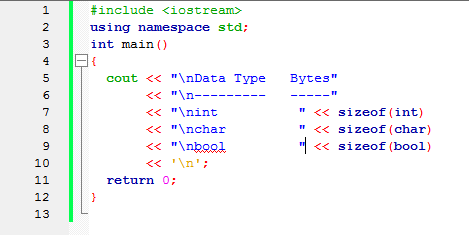 1 #include <iostream>
2 using namespace std;
3 int main()
4 {
5   cout << "\nData Type   Bytes"
6        << "\n---------   -----"
7        << "\nint          " << sizeof(int)
8        << "\nchar         " << sizeof(char)
9        << "\nbool         " << sizeof(bool)
10        << '\n';
11   return 0;
12 }
13